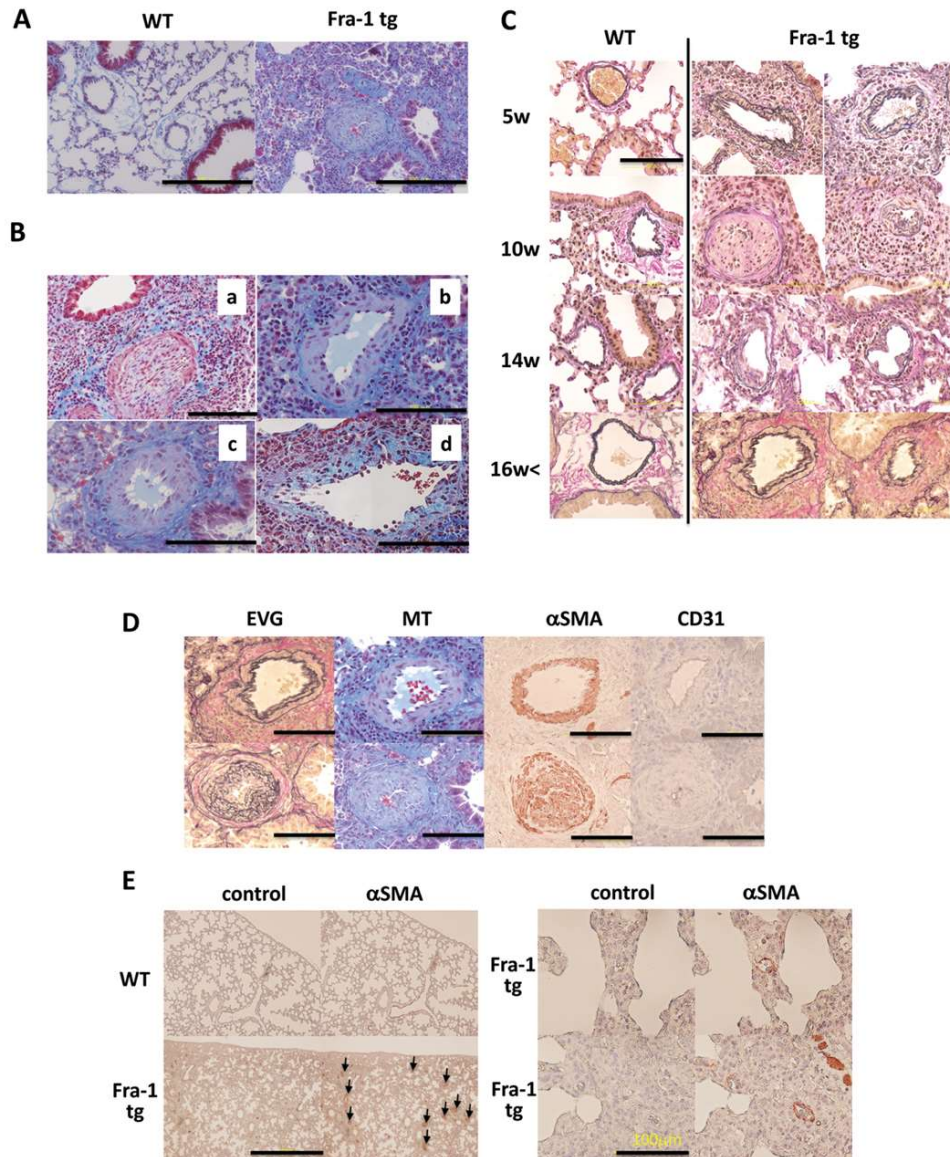 A
WT Fra-1 tg
B
a b
c d
C
WT Fra-1 tg
5w
10w
14w
16w<
D
EVG MT αSMA CD31
E
control αSMA control αSMA
WT
Fra-1 tg
Fra-1 tg
Fra-1 tg
100μm